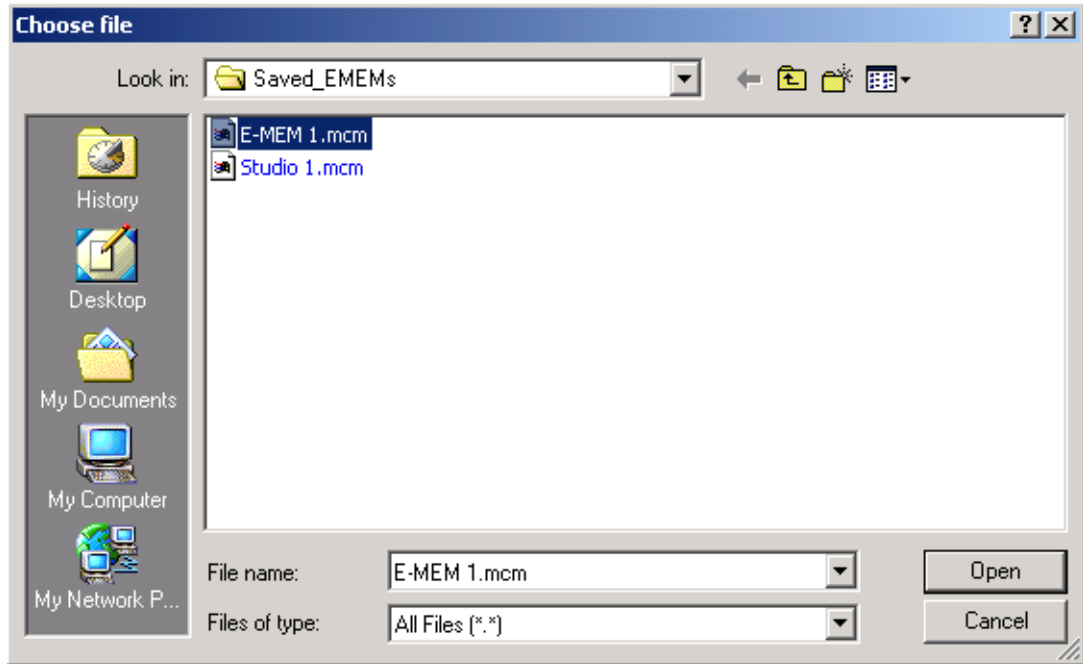 Choose file
Look in: Saved_EMEMs
E-MEM 1.mcm
Studio 1.mcm
History
Desktop
My Documents
My Computer
My Network P...
File name: E-MEM 1.mcm Open
Files of type: All Files (*.*) Cancel